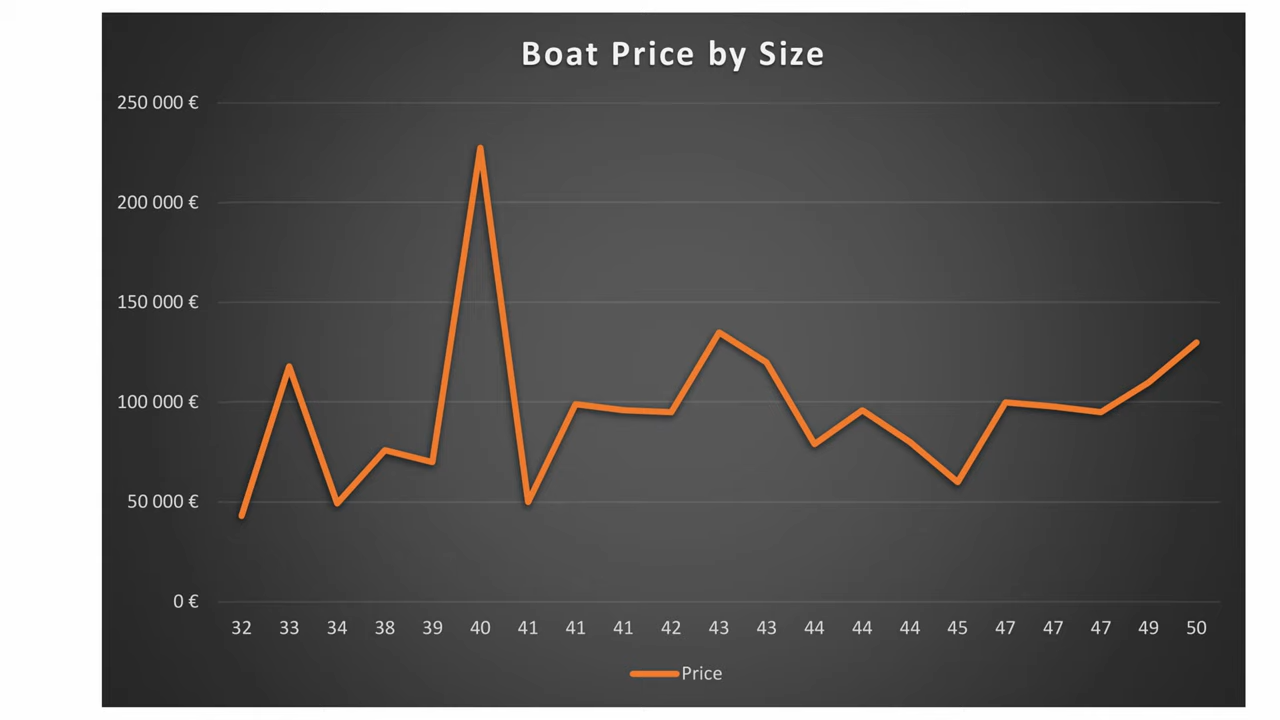 Boat Price by Size
250 000 €
200 000 €
150 000 €
100 000 €
50 000 €
0 €
32 33 34 38 39 40 41 41 41 42 43 43 44 44 44 45 47 47 47 49 50
Price